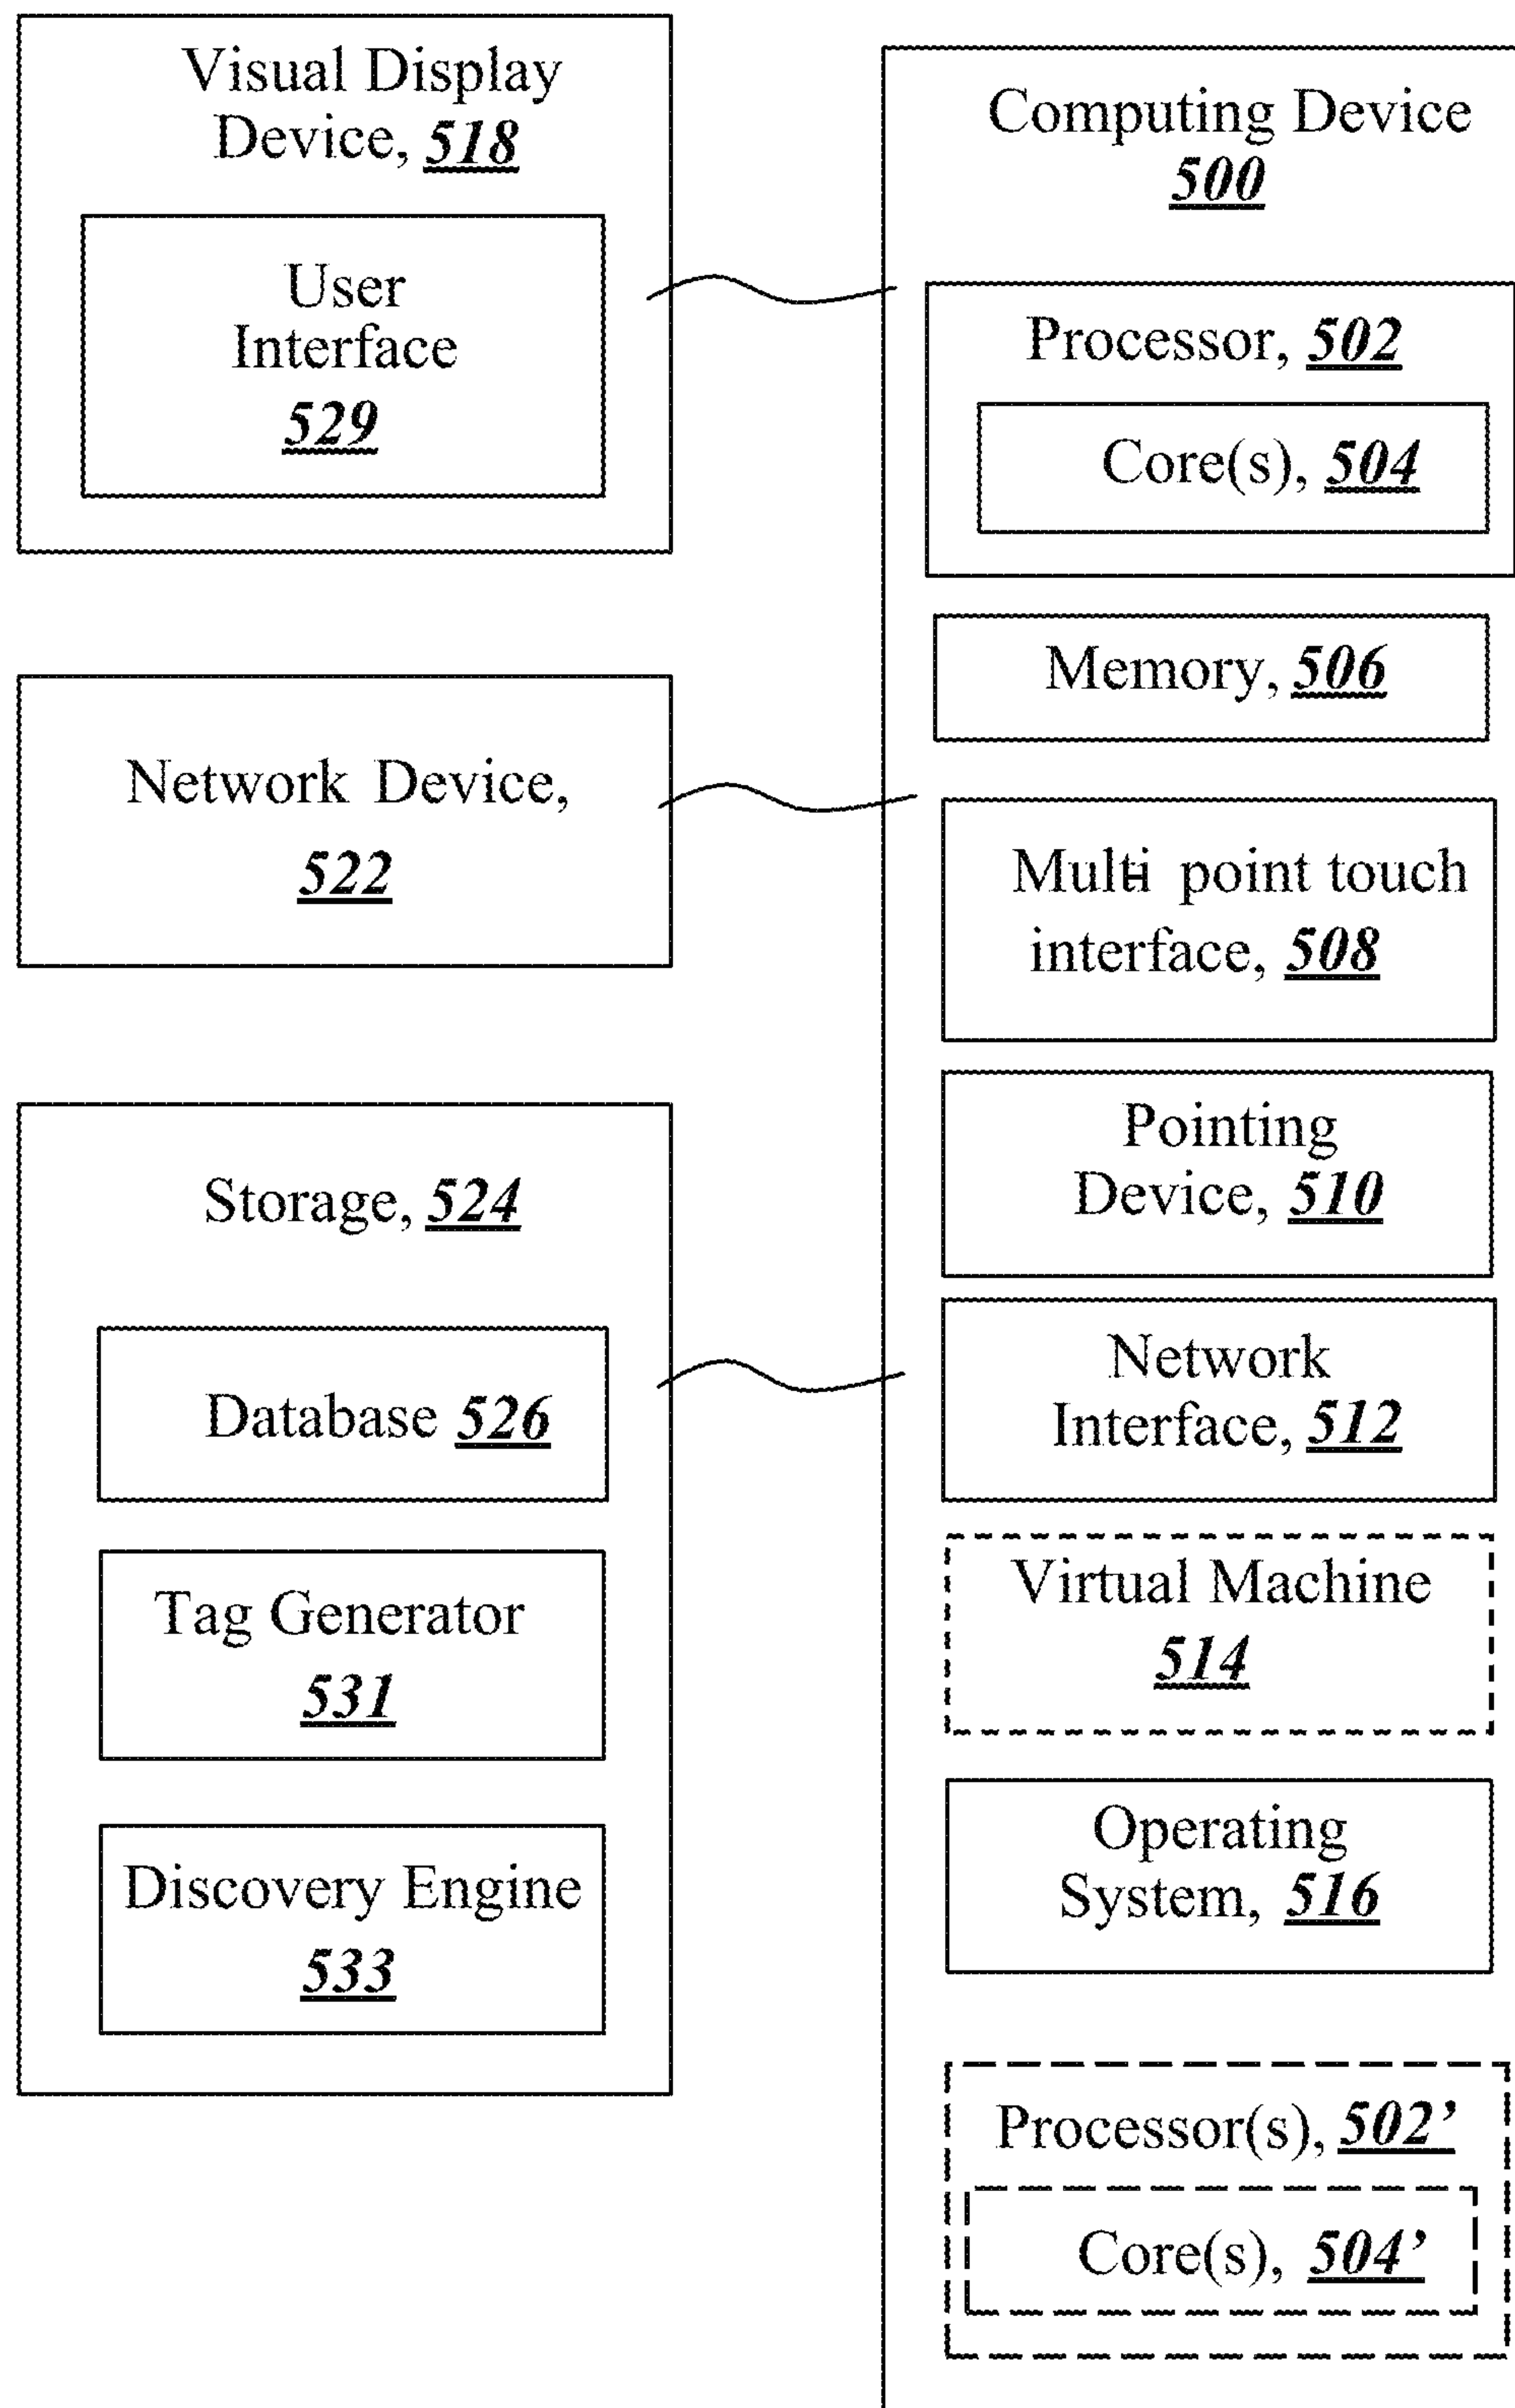 Visual Display
Device, 518
User
Interface
529
Network Device,
522
Storage, 524
Database 526
Tag Generator
531
Discovery Engine
533
Computing Device
500
Processor, 502
Core(s), 504
Memory, 506
Multi-point touch
interface, 508
Pointing
Device, 510
Network
Interface, 512
Virtual Machine
514
Operating
System, 516
Processor(s), 502’
Core(s), 504’